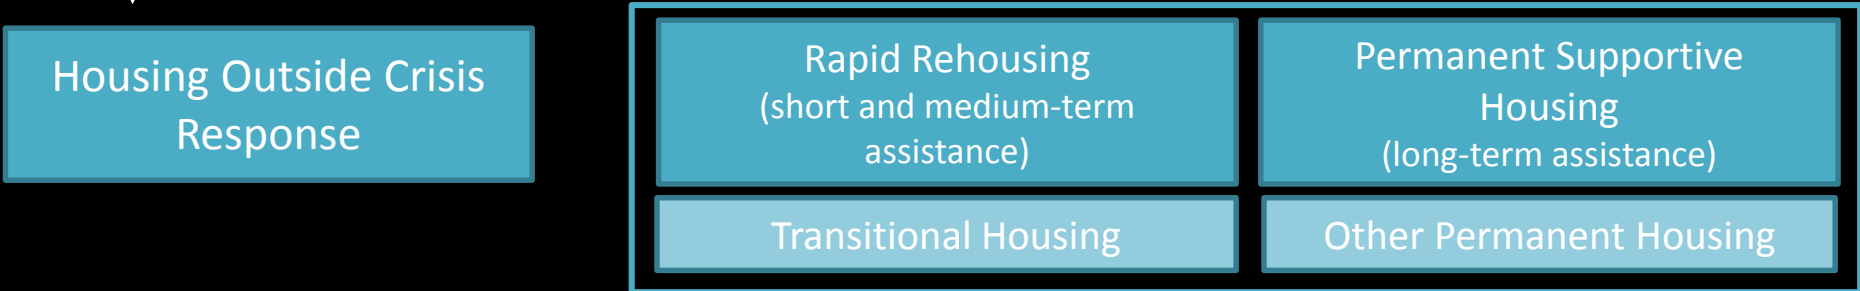 Housing Outside Crisis
Response
Rapid Rehousing
(short and medium-term
assistance)
Permanent Supportive
Housing
(long-term assistance)
Transitional Housing
Other Permanent Housing